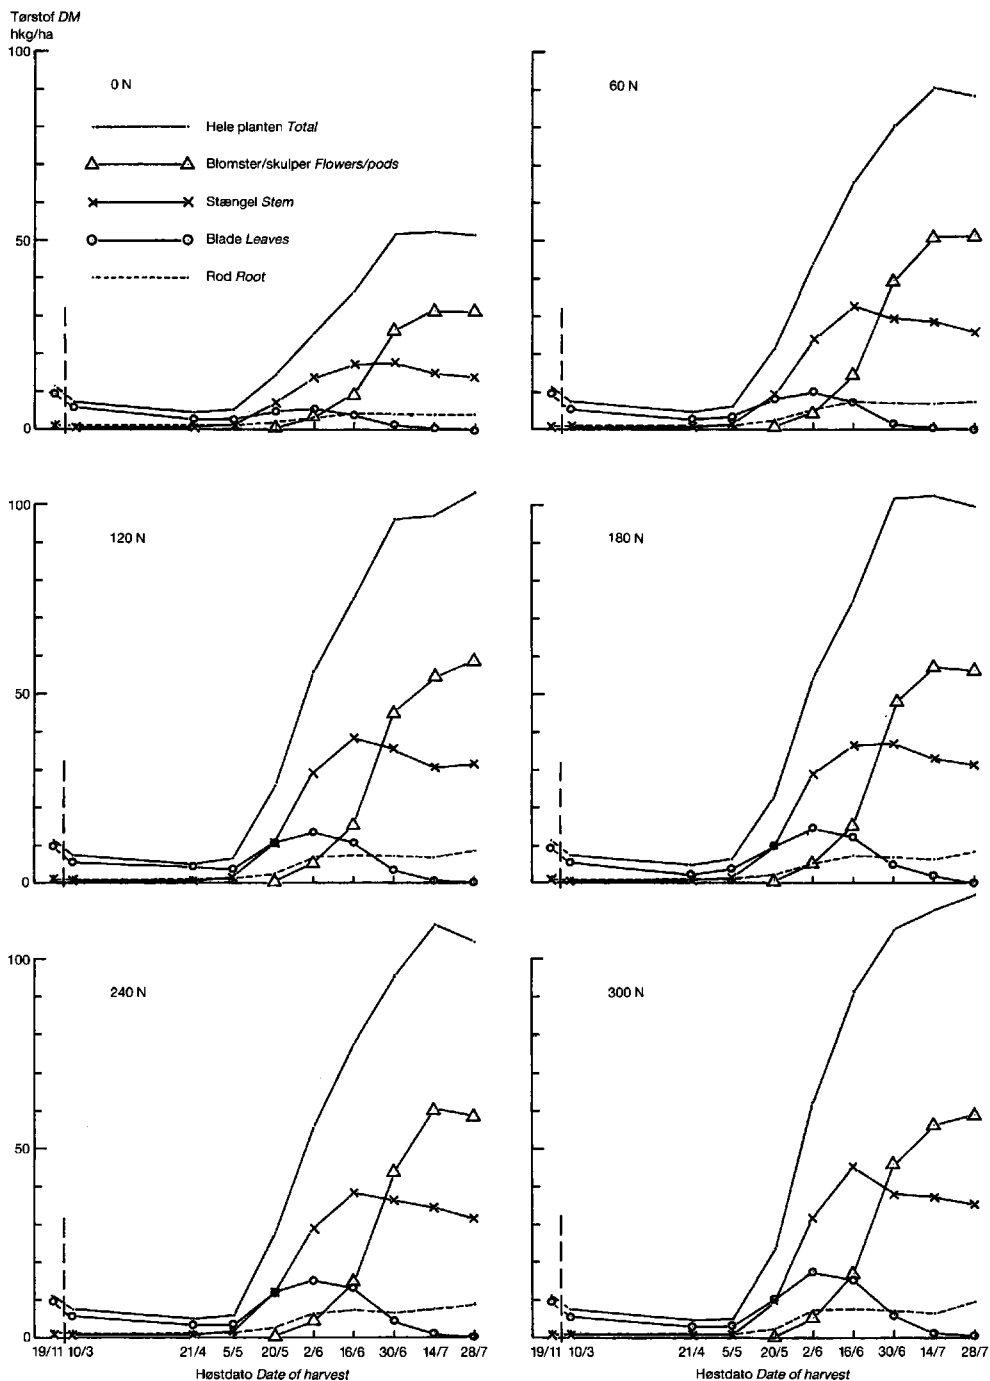 Tørstof DM
hkg/ha
100
0 N
60 N
Hele planten Total
Blomster/skulper Flowers/pods
Stængel Stem
50
Blade Leaves
Rod Root
0
100
120 N
180 N
50
0
100
240 N
300 N
50
0
19/11 10/3 21/4 5/5 20/5 2/6 16/6 30/6 14/7 28/7
19/11 10/3 21/4 5/5 20/5 2/6 16/6 30/6 14/7 28/7
Høstdato Date of harvest
Høstdato Date of harvest